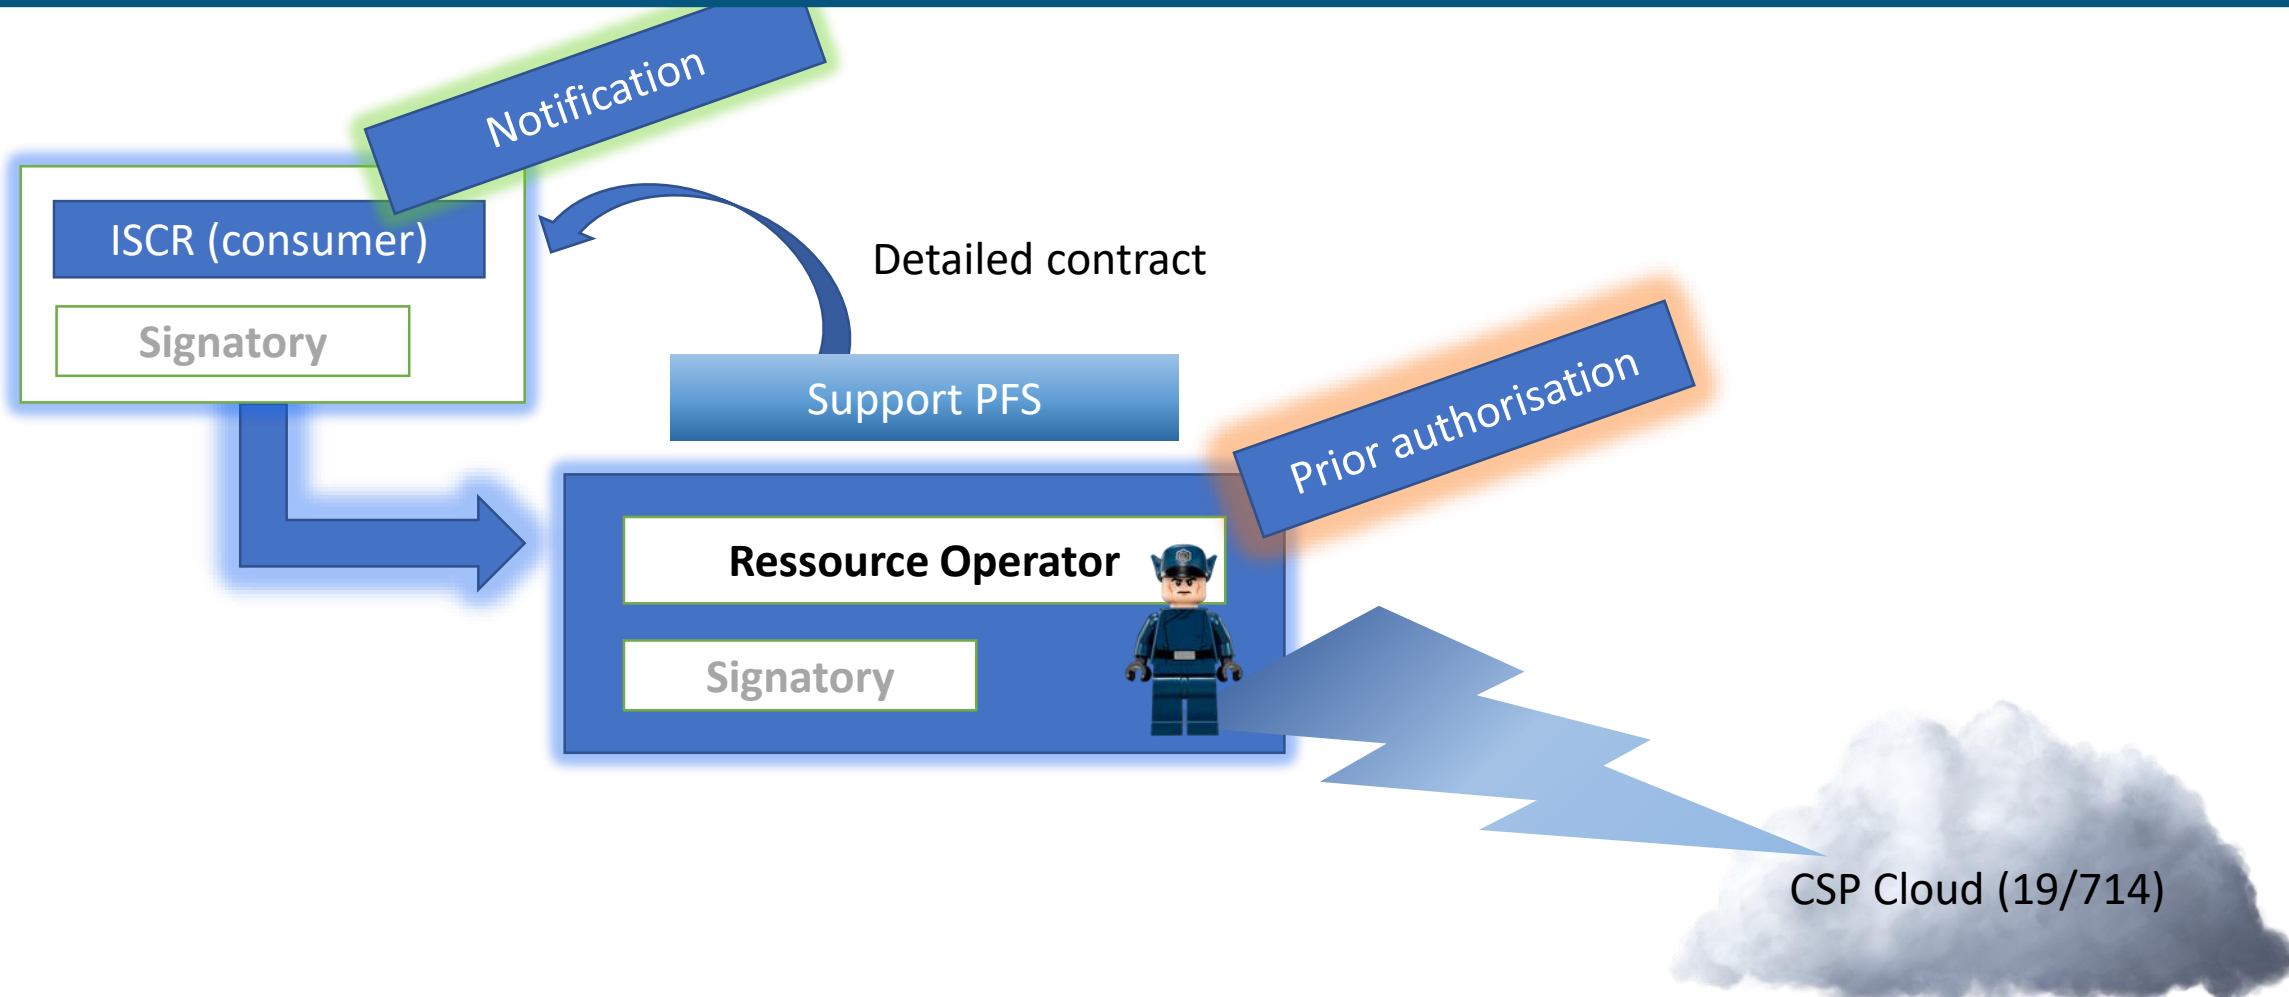 Notification
ISCR (consumer)
Signatory
Detailed contract
Support PFS
Prior authorisation
Ressource Operator
Signatory
CSP Cloud (19/714)